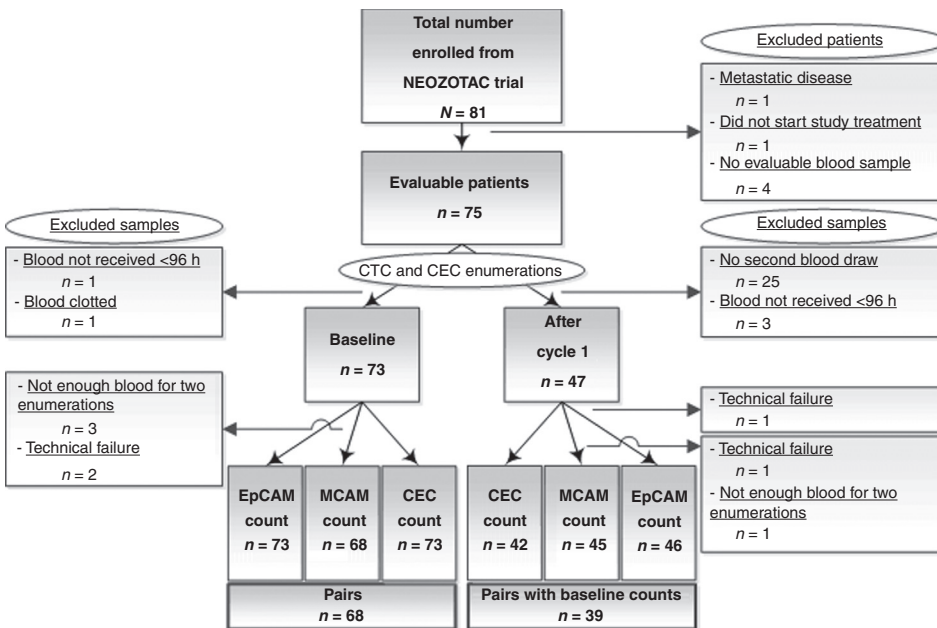 Total number
enrolled from
NEOZOTAC trial
N = 81
Excluded patients
- Metastatic disease
n = 1
- Did not start study treatment
n = 1
- No evaluable blood sample
n = 4
Evaluable patients
n = 75
Excluded samples
- Blood not received <96 h
n = 1
- Blood clotted
n = 1
CTC and CEC enumerations
Excluded samples
- No second blood draw
n = 25
- Blood not received <96 h
n = 3
Baseline
n = 73
After
cycle 1
n = 47
- Not enough blood for two
enumerations
n = 3
- Technical failure
n = 2
- Technical failure
n = 1
- Technical failure
n = 1
- Not enough blood for two
enumerations
n = 1
EpCAM
count
n = 73
MCAM
count
n = 68
CEC
count
n = 73
CEC
count
n = 42
MCAM
count
n = 45
EpCAM
count
n = 46
Pairs
n = 68
Pairs with baseline counts
n = 39